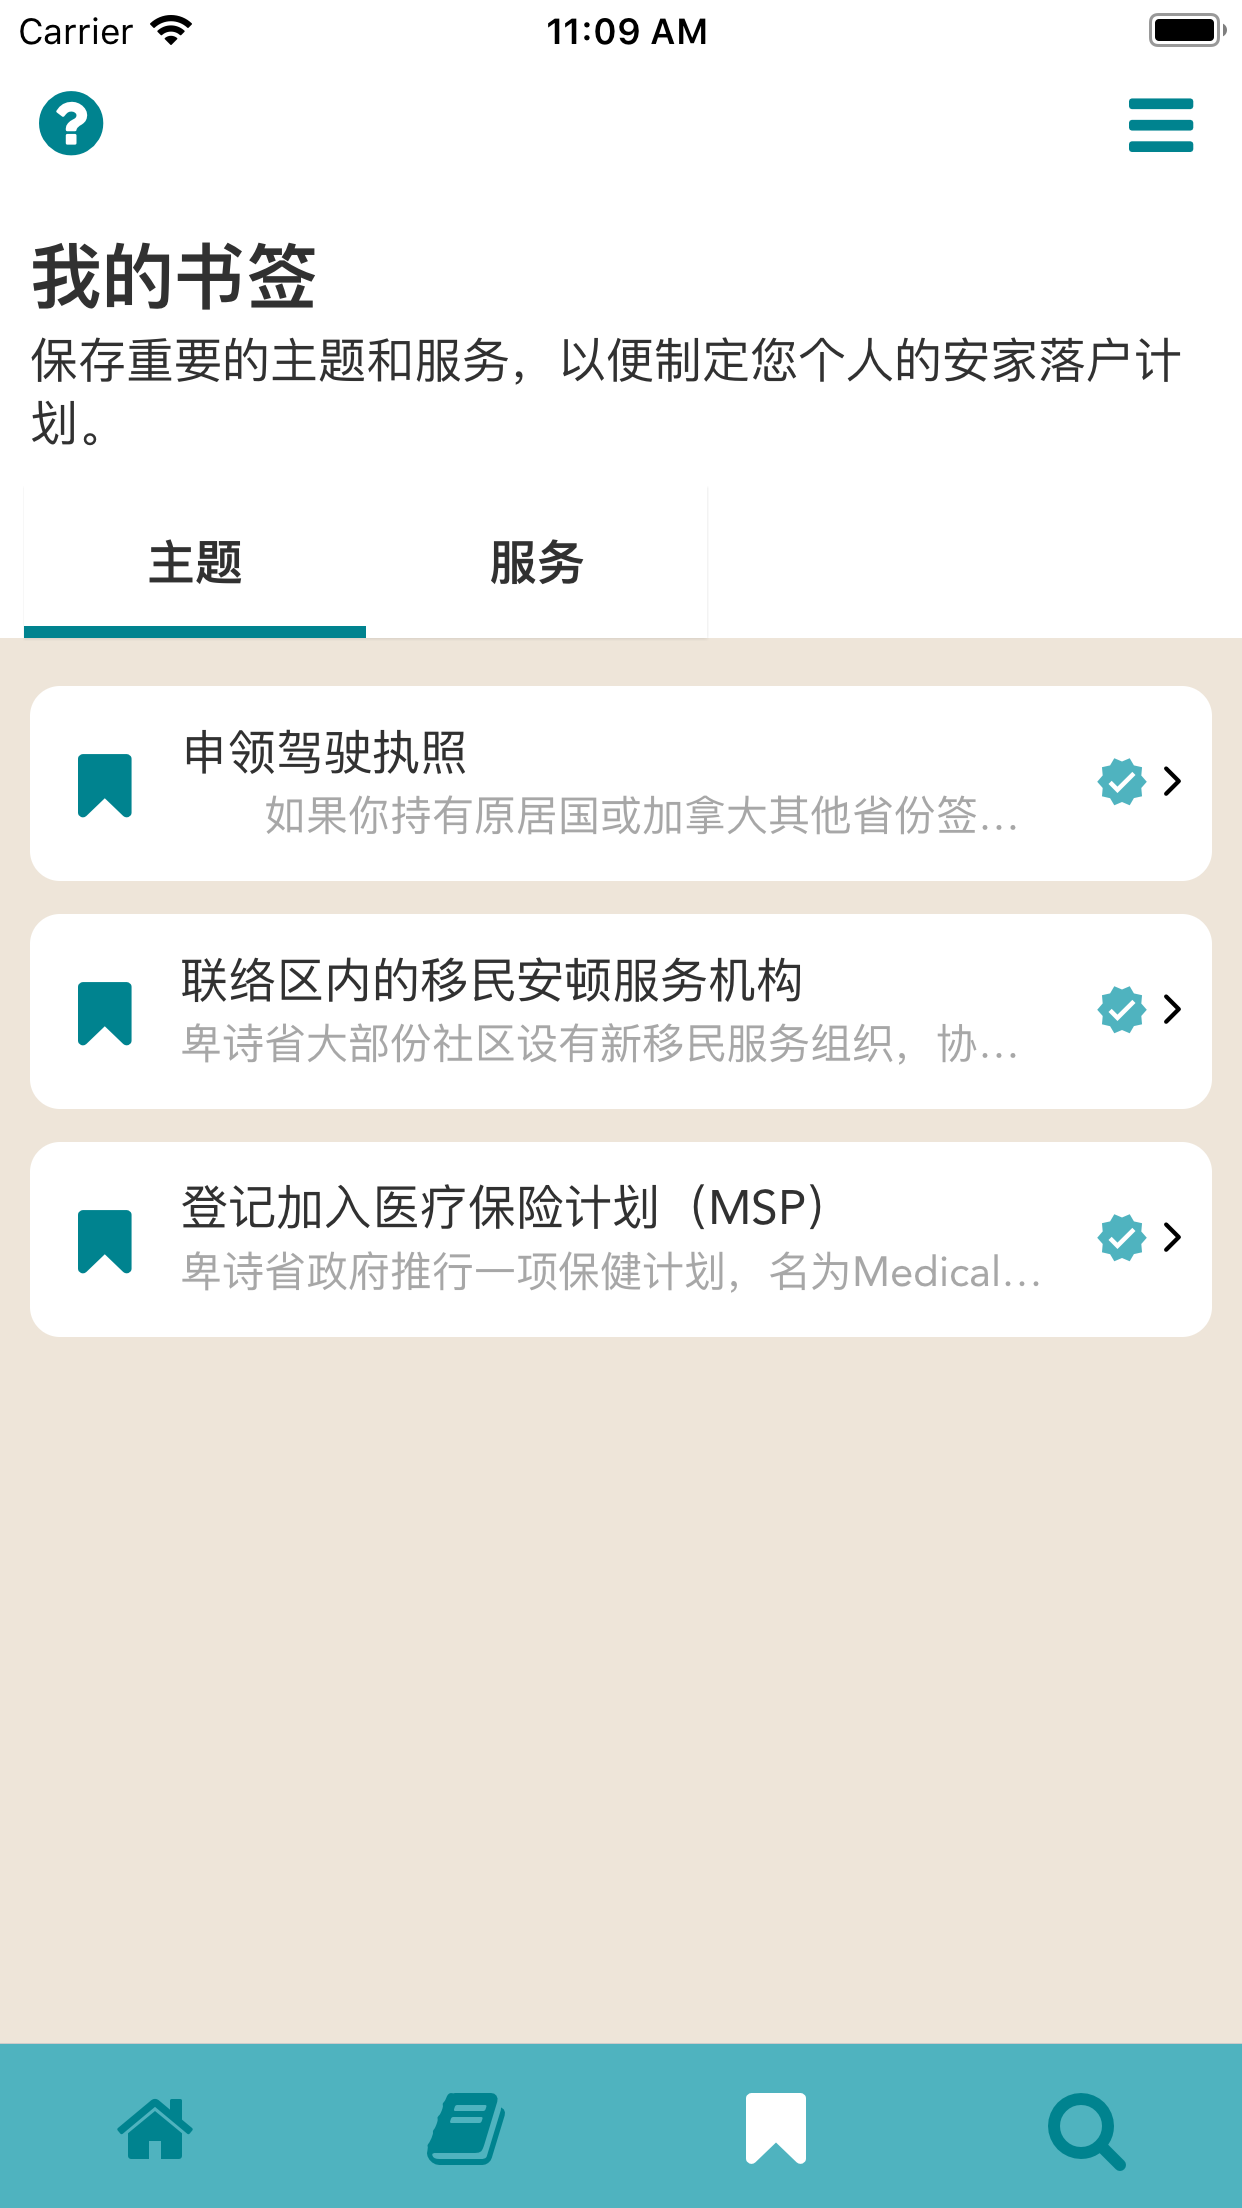 Carrier
11:09 AM
我的书签
保存重要的主题和服务，以便制定您个人的安家落户计
划。
主题
服务
申领驾驶执照
如果你持有原居国或加拿大其他省份签...
联络区内的移民安顿服务机构
卑诗省大部份社区设有新移民服务组织，协...
登记加入医疗保险计划（MSP）
卑诗省政府推行一项保健计划，名为Medical...